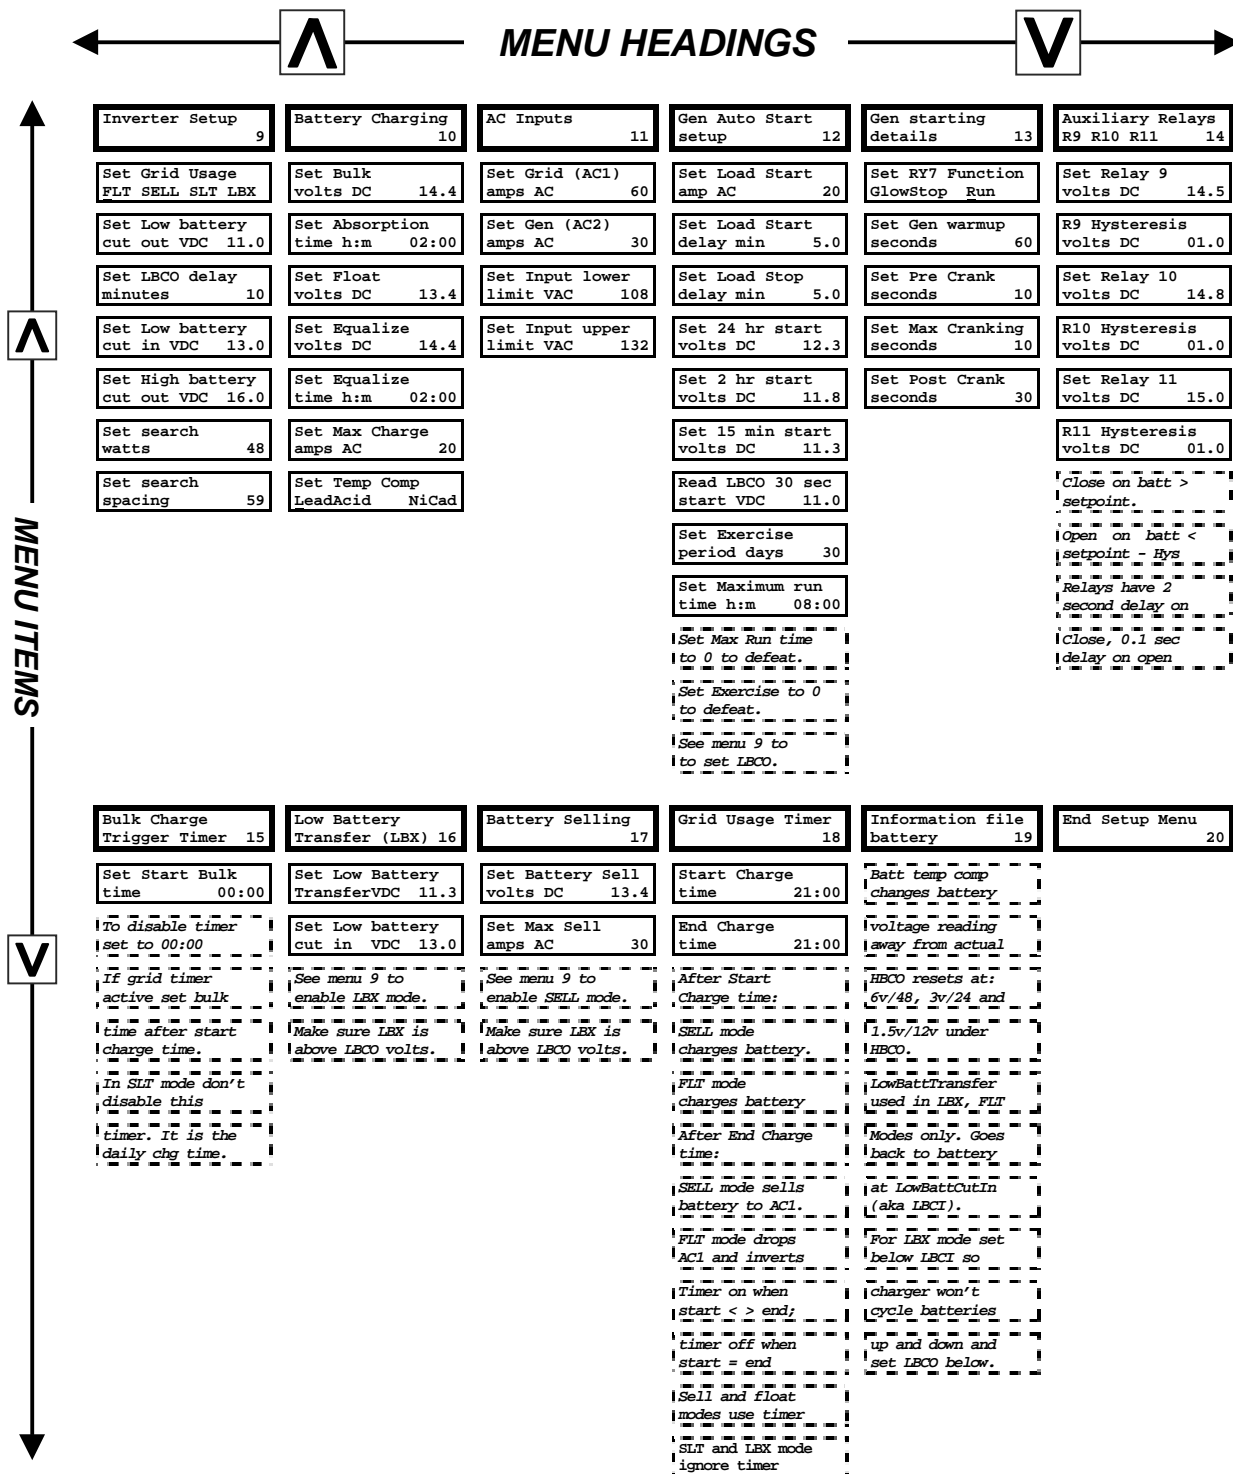 Λ MENU HEADINGS V
Inverter Setup
9
Set Grid Usage
FLT SELL SLT LBX
Set Low battery
cut out VDC 11.0
Set LBCO delay
minutes 10
Set Low battery
cut in VDC 13.0
Set High battery
cut out VDC 16.0
Set search
watts 48
Set search
spacing 59
Battery Charging
10
Set Bulk
volts DC 14.4
Set Absorption
time h:m 02:00
Set Float
volts DC 13.4
Set Equalize
volts DC 14.4
Set Equalize
time h:m 02:00
Set Max Charge
amps AC 20
Set Temp Comp
LeadAcid NiCad
AC Inputs
11
Set Grid (AC1)
amps AC 60
Set Gen (AC2)
amps AC 30
Set Input lower
limit VAC 108
Set Input upper
limit VAC 132
Gen Auto Start
setup 12
Set Load Start
amp AC 20
Set Load Start
delay min 5.0
Set Load Stop
delay min 5.0
Set 24 hr start
volts DC 12.3
Set 2 hr start
volts DC 11.8
Set 15 min start
volts DC 11.3
Read LBCO 30 sec
start VDC 11.0
Set Exercise
period days 30
Set Maximum run
time h:m 08:00
Set Max Run time
to 0 to defeat.
Set Exercise to 0
to defeat.
See menu 9 to
to set LBCO.
Gen starting
details 13
Set RY7 Function
GlowStop Run
Set Gen warmup
seconds 60
Set Pre Crank
seconds 10
Set Max Cranking
seconds 10
Set Post Crank
seconds 30
Auxiliary Relays
R9 R10 R11 14
Set Relay 9
volts DC 14.5
R9 Hysteresis
volts DC 01.0
Set Relay 10
volts DC 14.8
R10 Hysteresis
volts DC 01.0
Set Relay 11
volts DC 15.0
R11 Hysteresis
volts DC 01.0
Close on batt >
setpoint.
Open on batt <
setpoint - Hys
Relays have 2
second delay on
Close, 0.1 sec
delay on open
Λ
MENU ITEMS
V
Bulk Charge
Trigger Timer 15
Set Start Bulk
time 00:00
To disable timer
set to 00:00
If grid timer
active set bulk
time after start
charge time.
In SLT mode don't
disable this
timer. It is the
daily chg time.
Low Battery
Transfer (LBX) 16
Set Low Battery
TransferVDC 11.3
Set Low battery
cut in VDC 13.0
See menu 9 to
enable LBX mode.
Make sure LBX is
above LBCO volts.
Battery Selling
17
Set Battery Sell
volts DC 13.4
Set Max Sell
amps AC 30
See menu 9 to
enable SELL mode.
Make sure LBX is
above LBCO volts.
Grid Usage Timer
18
Start Charge
time 21:00
End Charge
time 21:00
After Start
Charge time:
SELL mode
charges battery.
FLT mode
charges battery
After End Charge
time:
SELL mode sells
battery to AC1.
FLT mode drops
AC1 and inverts
Timer on when
start < > end;
timer off when
start = end
Sell and float
modes use timer
SLT and LBX mode
ignore timer
Information file
battery 19
Batt temp comp
changes battery
voltage reading
away from actual
HBCO resets at:
6v/48, 3v/24 and
1.5v/12v under
HBCO.
LowBattTransfer
used in LBX, FLT
Modes only. Goes
back to battery
at LowBattCutIn
(aka LBCI).
For LBX mode set
below LBCI so
charger won't
cycle batteries
up and down and
set LBCO below.
End Setup Menu
20